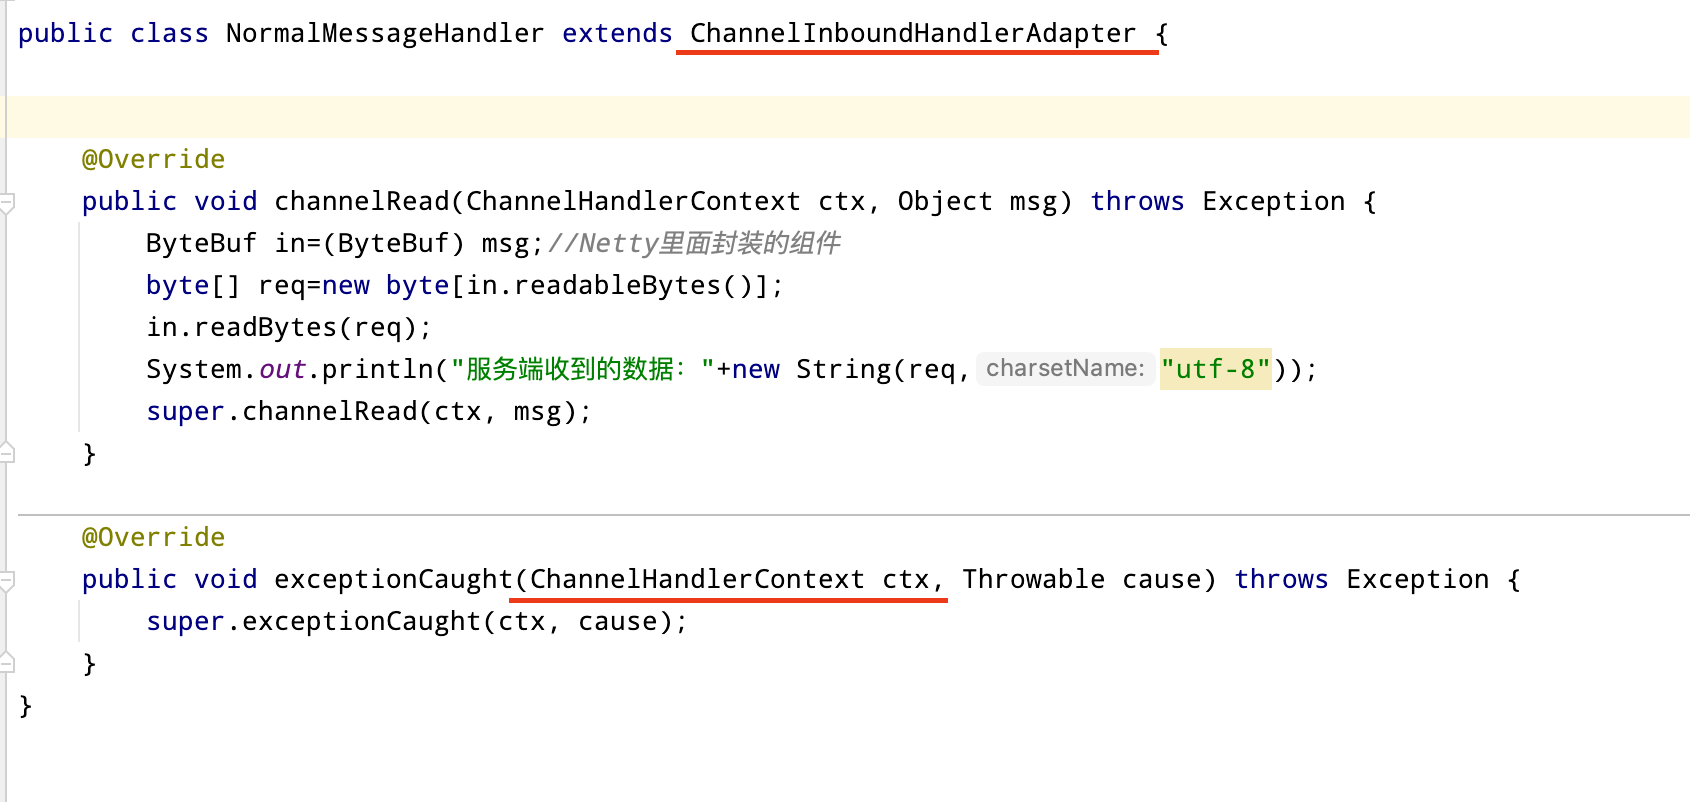 public class NormalMessageHandler extends ChannelInboundHandlerAdapter {
@Override
public void channelRead(ChannelHandlerContext ctx, Object msg) throws Exception {
ByteBuf in=(ByteBuf) msg;//Netty里面封装的组件
byte[] req=new byte[in.readableBytes()];
in.readBytes(req);
System.out.println("服务端收到的数据："+new String(req, charsetName: "utf-8"));
super.channelRead(ctx, msg);
}
@Override
public void exceptionCaught(ChannelHandlerContext ctx, Throwable cause) throws Exception {
super.exceptionCaught(ctx, cause);
}
}